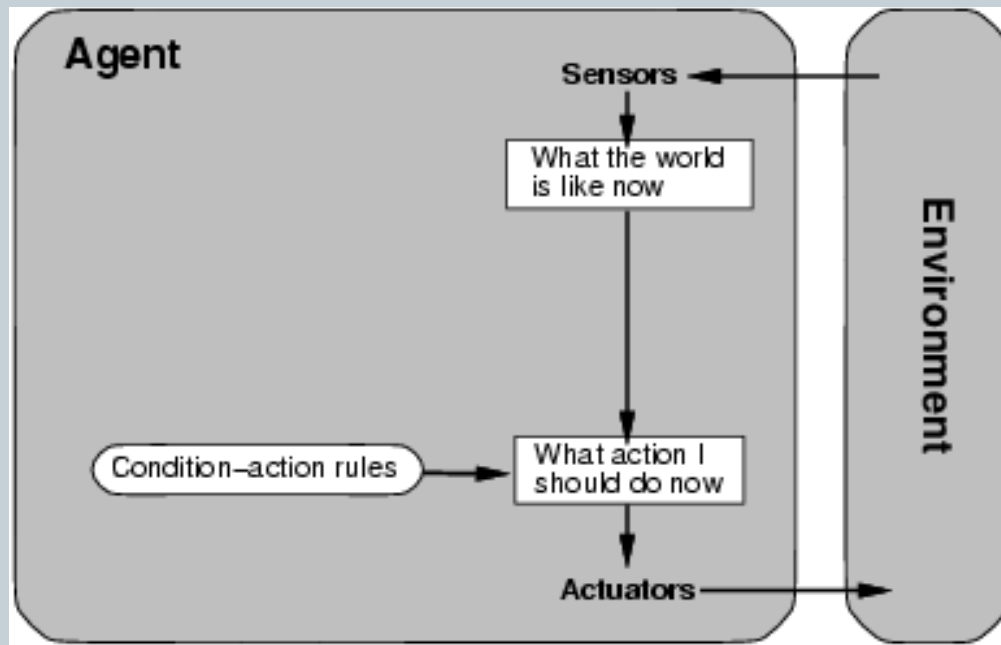 Agent
Sensors
What the world
is like now
Environment
Condition–action rules
What action I
should do now
Actuators